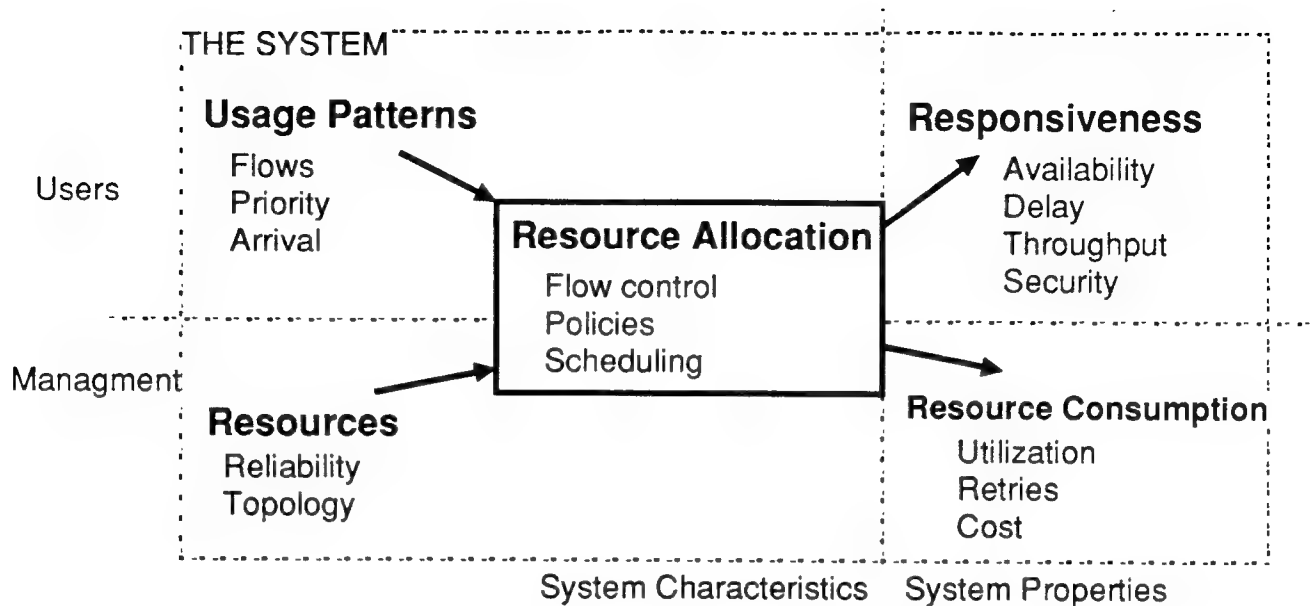 THE SYSTEM
Usage Patterns
Flows
Priority
Arrival
Users
Responsiveness
Availability
Delay
Throughput
Security
Resource Allocation
Flow control
Policies
Scheduling
Managment
Resources
Reliability
Topology
Resource Consumption
Utilization
Retries
Cost
System Characteristics
System Properties